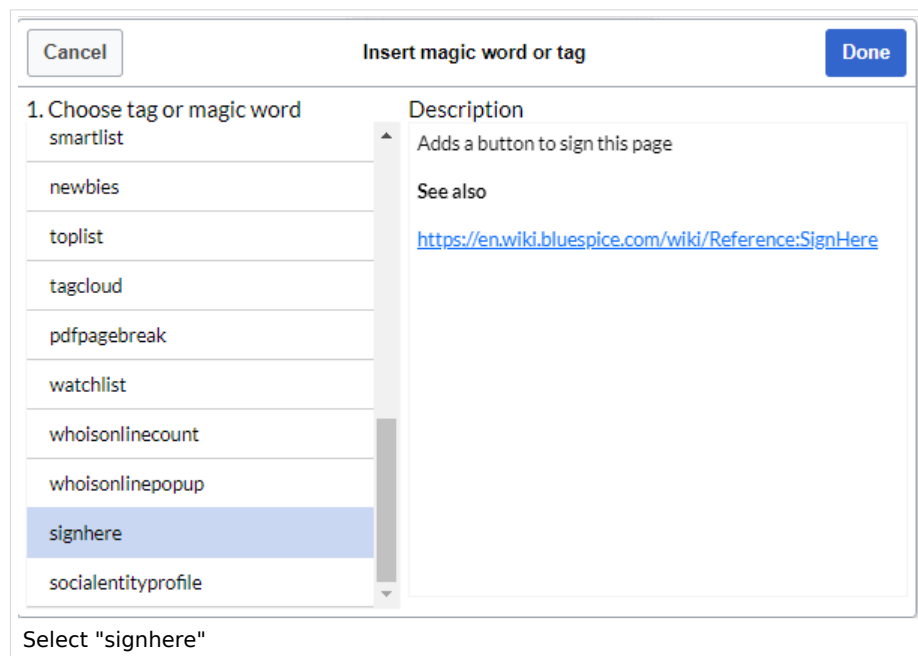 Cancel
Insert magic word or tag
Done
1. Choose tag or magic word
smartlist
newbies
toplist
tagcloud
pdfpagebreak
watchlist
whoisonlinecount
whoisonlinepopup
signhere
socialentityprofile
Description
Adds a button to sign this page
See also
https://en.wiki.bluespice.com/wiki/Reference:SignHere
Select "signhere"